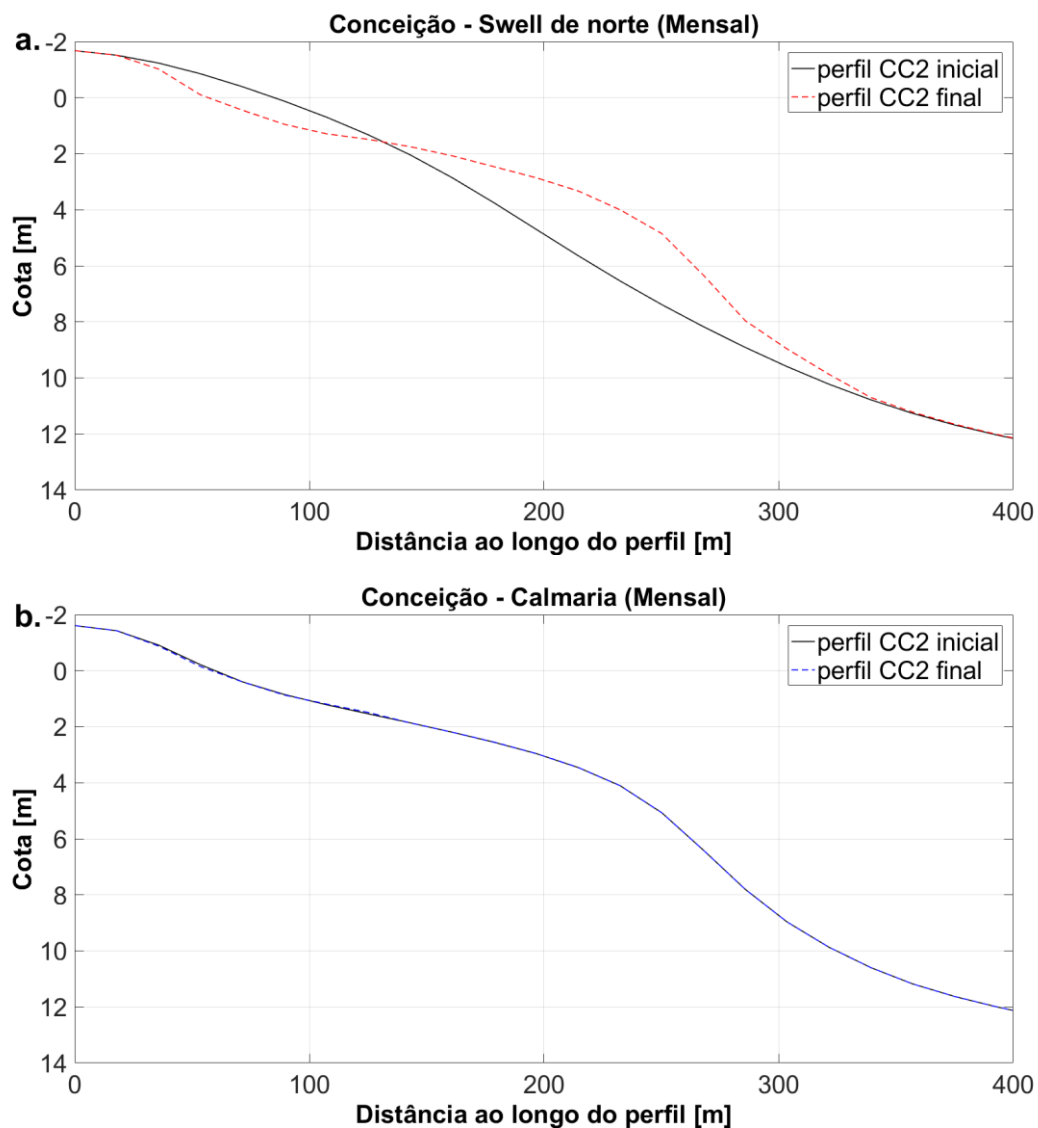 a.
Conceição - Swell de norte (Mensal)
perfil CC2 inicial
perfil CC2 final
Cota [m]
-2
0
2
4
6
8
10
12
14
0 100 200 300 400
Distância ao longo do perfil [m]
b.
Conceição - Calmaria (Mensal)
perfil CC2 inicial
perfil CC2 final
Cota [m]
-2
0
2
4
6
8
10
12
14
0 100 200 300 400
Distância ao longo do perfil [m]